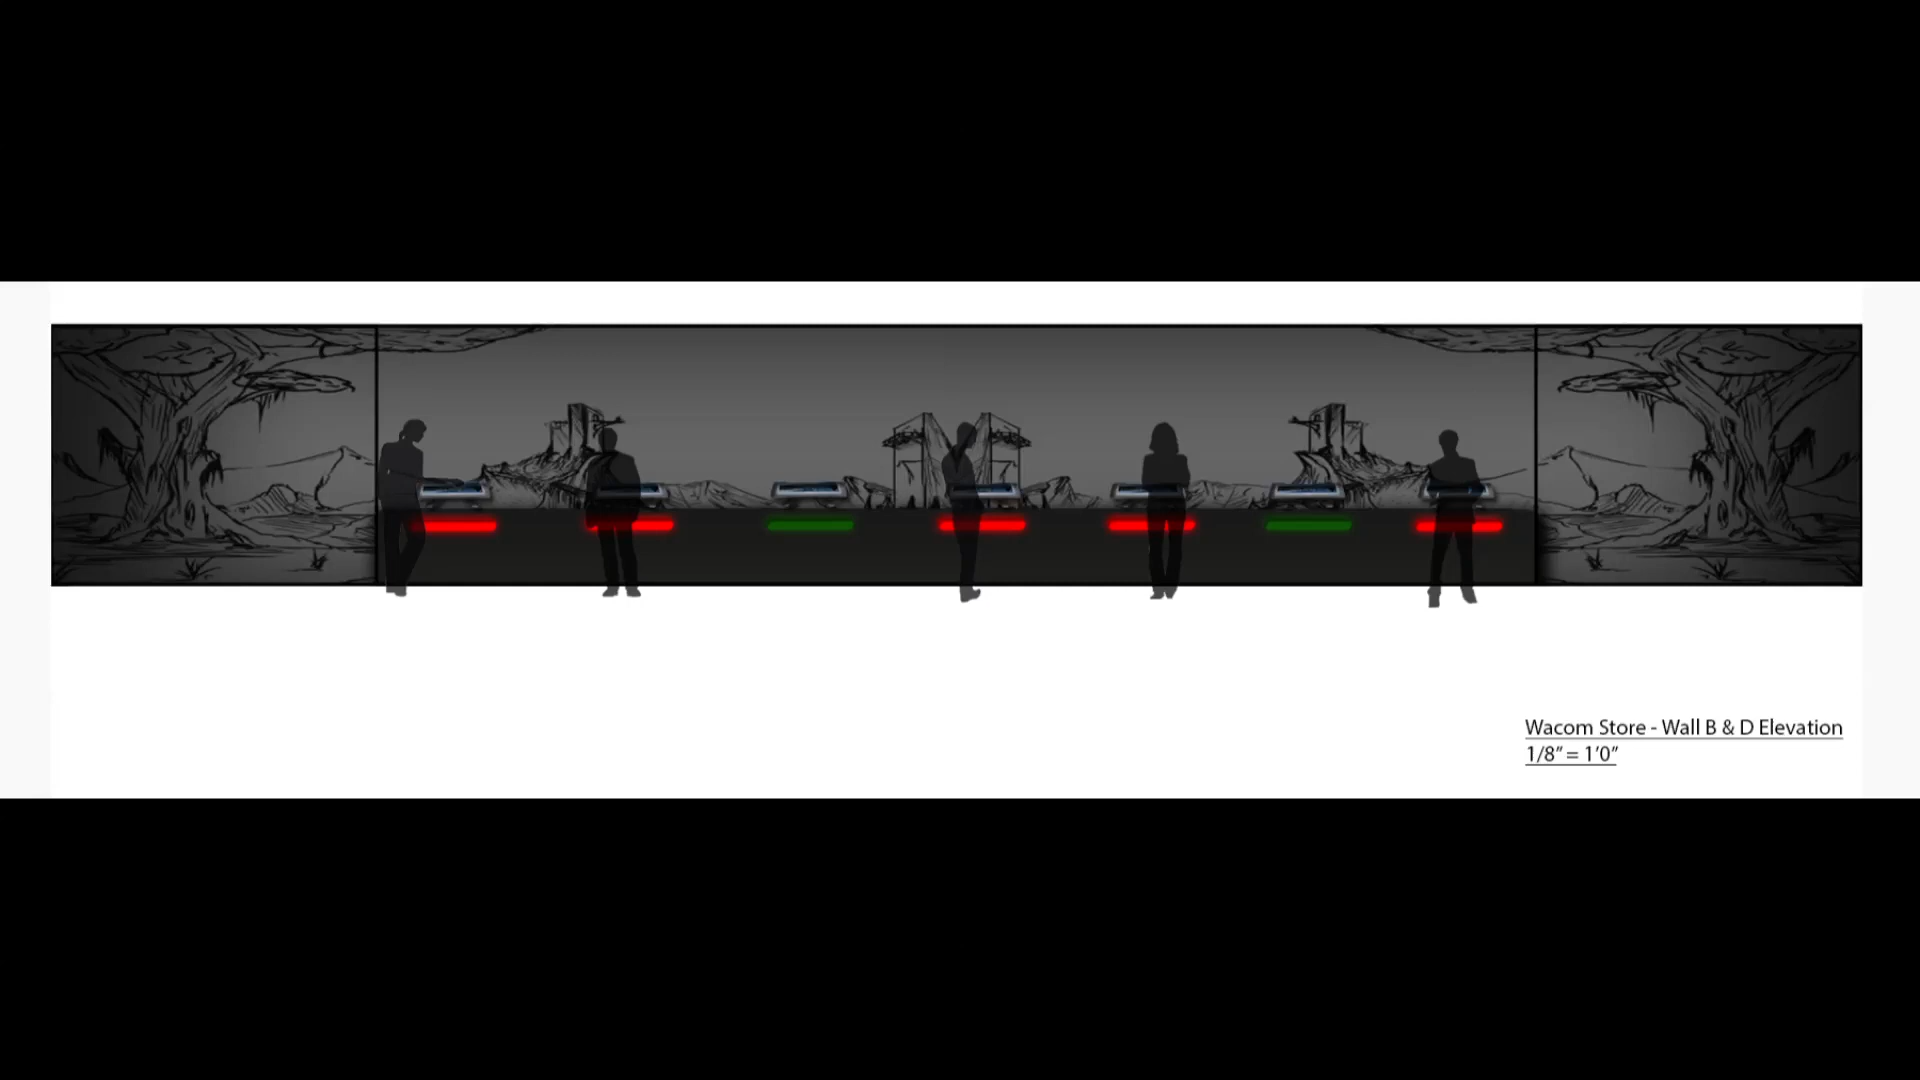 Wacom Store - Wall B & D Elevation
1/8” = 1’0”